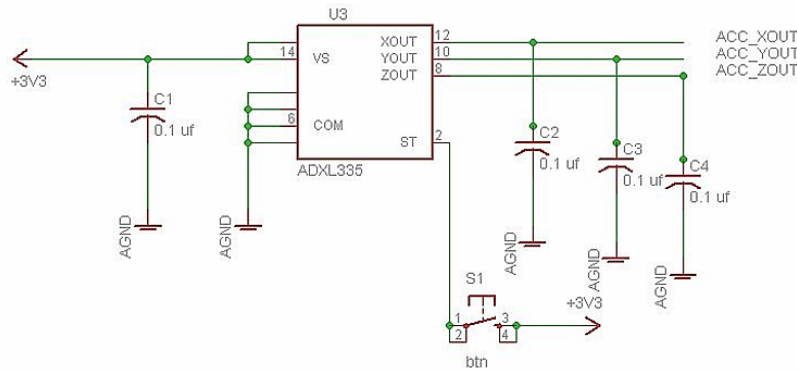 U3
XOUT 12 ACC_XOUT
14 VS YOUT 10 ACC_YOUT
ZOUT 8 ACC_ZOUT
+3V3
C1
0.1 uf
6 COM
ST 2
ADXL335
C2
0.1 uf
C3
0.1 uf
C4
0.1 uf
AGND
AGND
AGND
AGND
AGND
S1
+3V3
1 3
2 4
btn